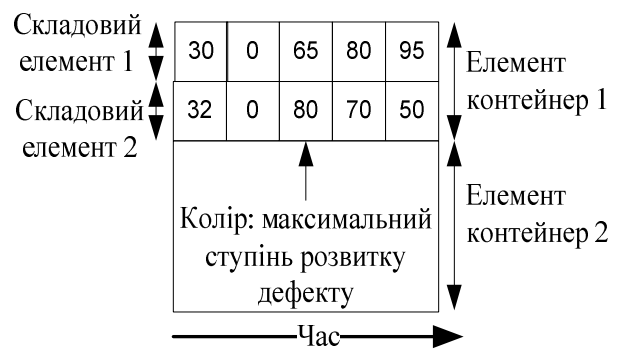 Складовий
елемент 1
30 0 65 80 95
Елемент
контейнер 1
Складовий
елемент 2
32 0 80 70 50
Елемент
контейнер 2
Колір: максимальний
ступінь розвитку
дефекту
Час